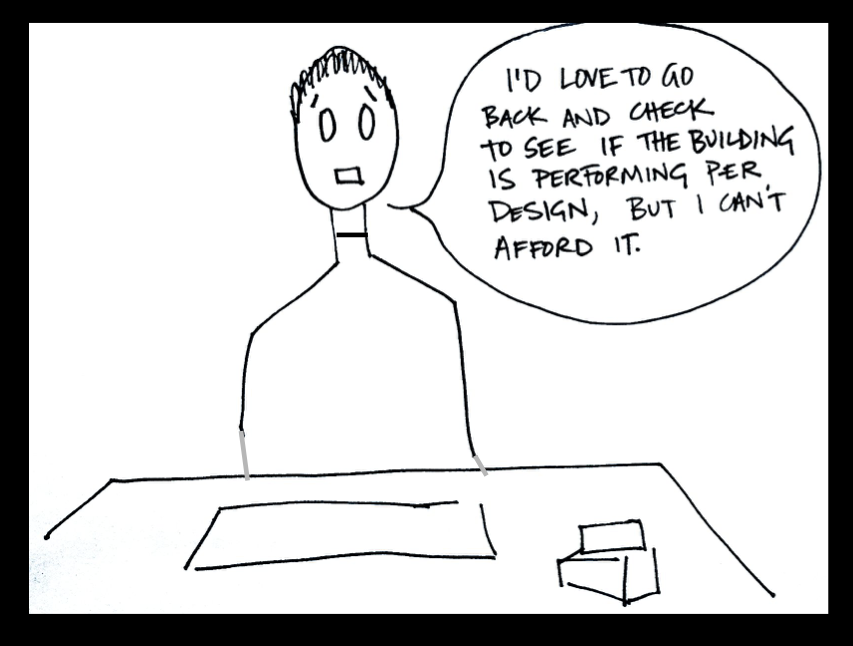 I'D LOVE TO GO
BACK AND CHECK
TO SEE IF THE BUILDING
IS PERFORMING PER
DESIGN, BUT I CAN'T
AFFORD IT.